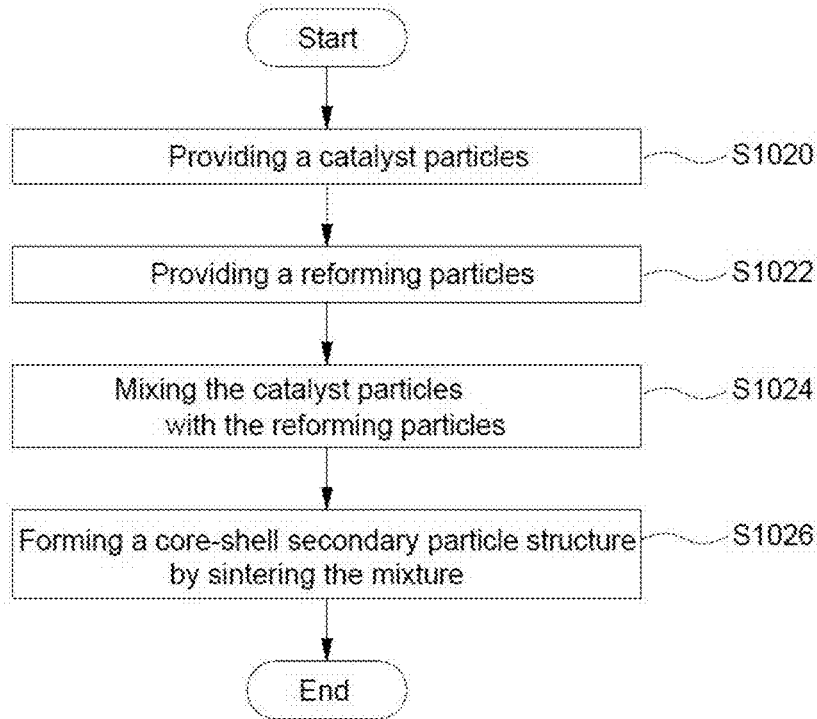 Start
Providing a catalyst particles
S1020
Providing a reforming particles
S1022
Mixing the catalyst particles
with the reforming particles
S1024
Forming a core-shell secondary particle structure
by sintering the mixture
S1026
End